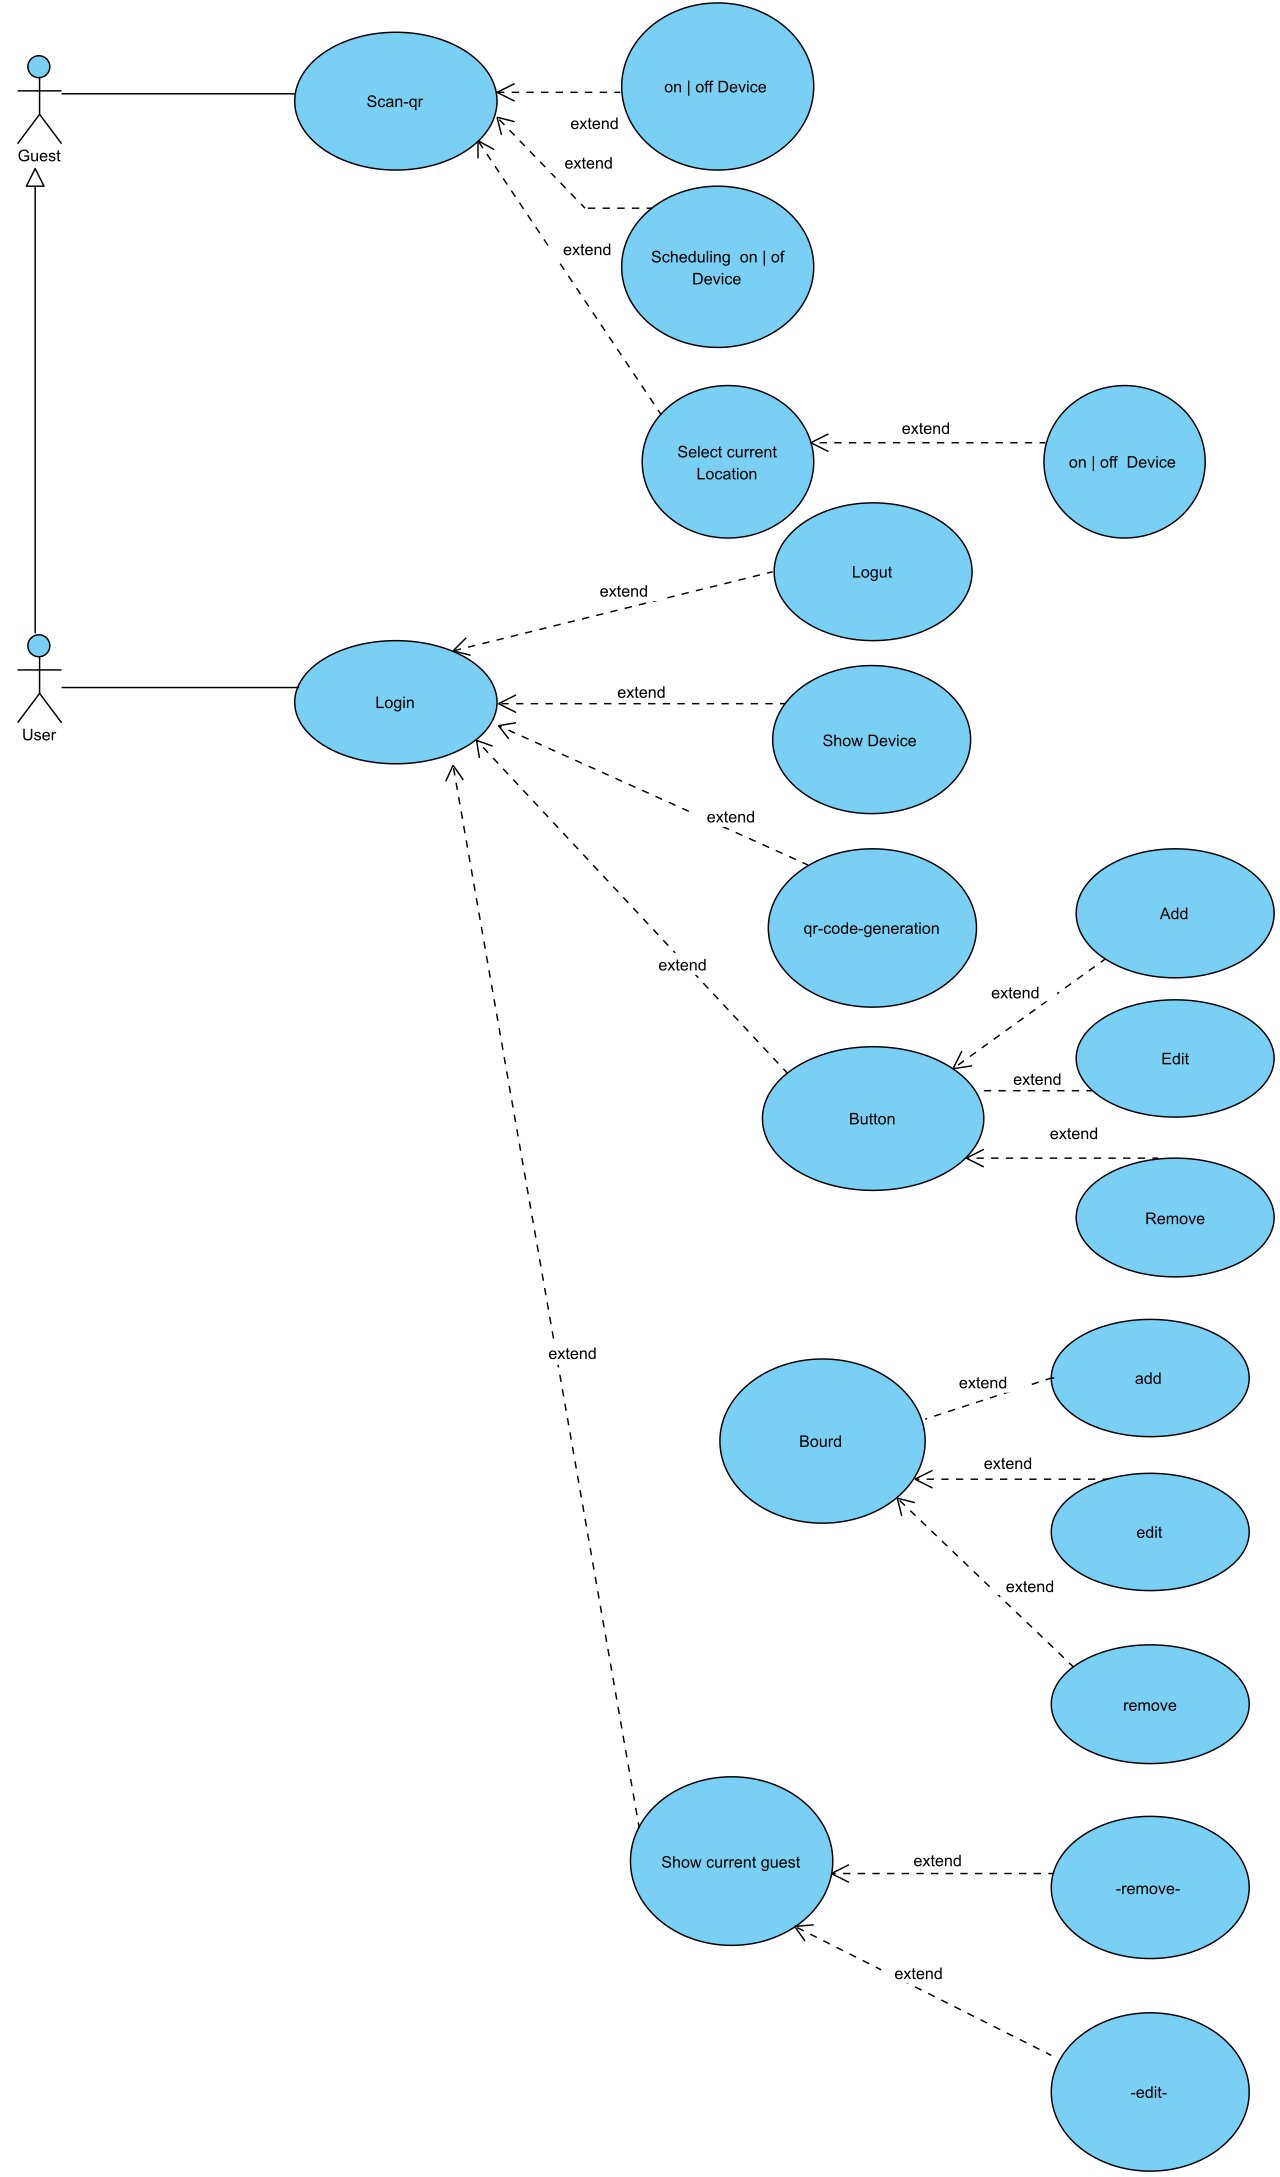 on | off Device
Scan-qr
extend
Guest
extend
extend
Scheduling  on | of
Device
extend
Select current
Location
on | off  Device
Logut
extend
Login
extend
Show Device
User
extend
Add
qr-code-generation
extend
extend
Edit
extend
Button
extend
Remove
extend
add
extend
Bourd
extend
edit
extend
remove
Show current guest
extend
-remove-
extend
-edit-